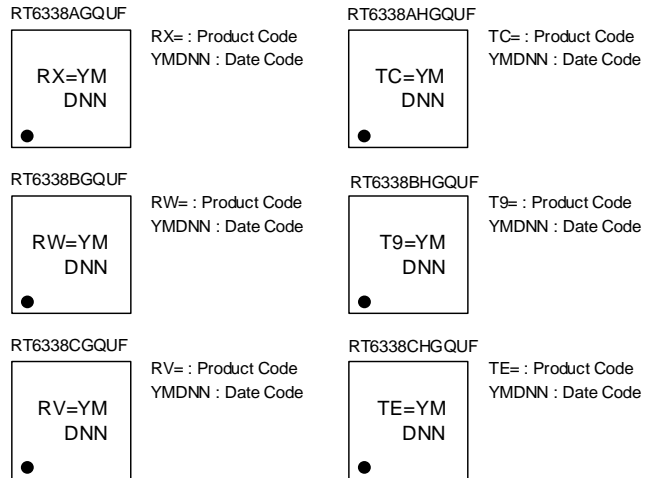 RT6338AGQUF
RX=YM
DNN
RX= : Product Code
YMDNN : Date Code
RT6338AHGQUF
TC=YM
DNN
TC= : Product Code
YMDNN : Date Code
RT6338BGQUF
RW=YM
DNN
RW= : Product Code
YMDNN : Date Code
RT6338BHGQUF
T9=YM
DNN
T9= : Product Code
YMDNN : Date Code
RT6338CGQUF
RV=YM
DNN
RV= : Product Code
YMDNN : Date Code
RT6338CHGQUF
TE=YM
DNN
TE= : Product Code
YMDNN : Date Code